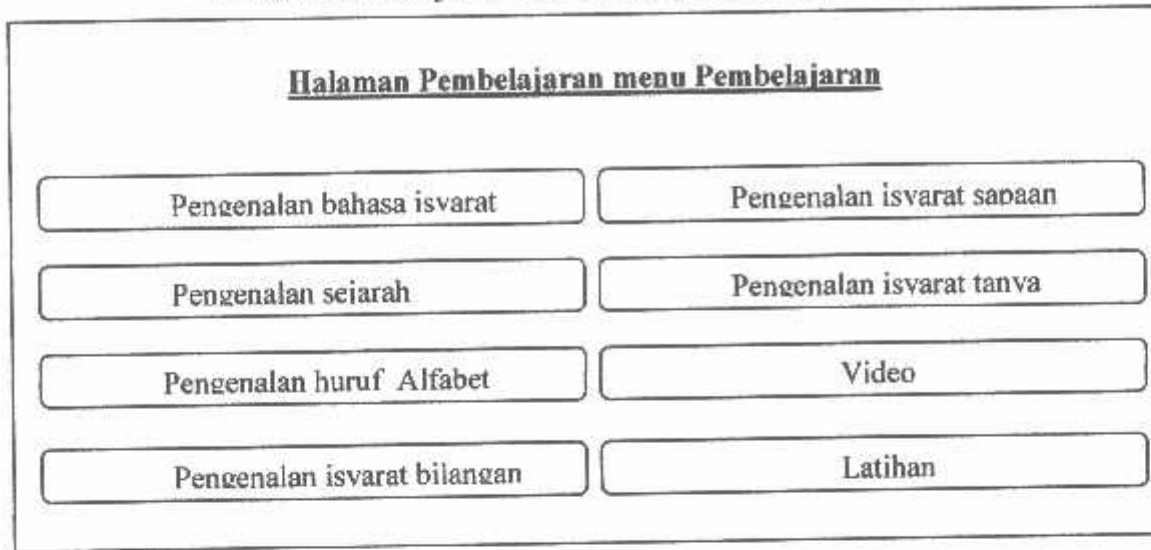 Halaman Pembelajaran menu Pembelajaran
Pengenalan bahasa isyarat
Pengenalan isyarat sapaan
Pengenalan sejarah
Pengenalan isyarat tanya
Pengenalan huruf Alfabet
Video
Pengenalan isyarat bilangan
Latihan